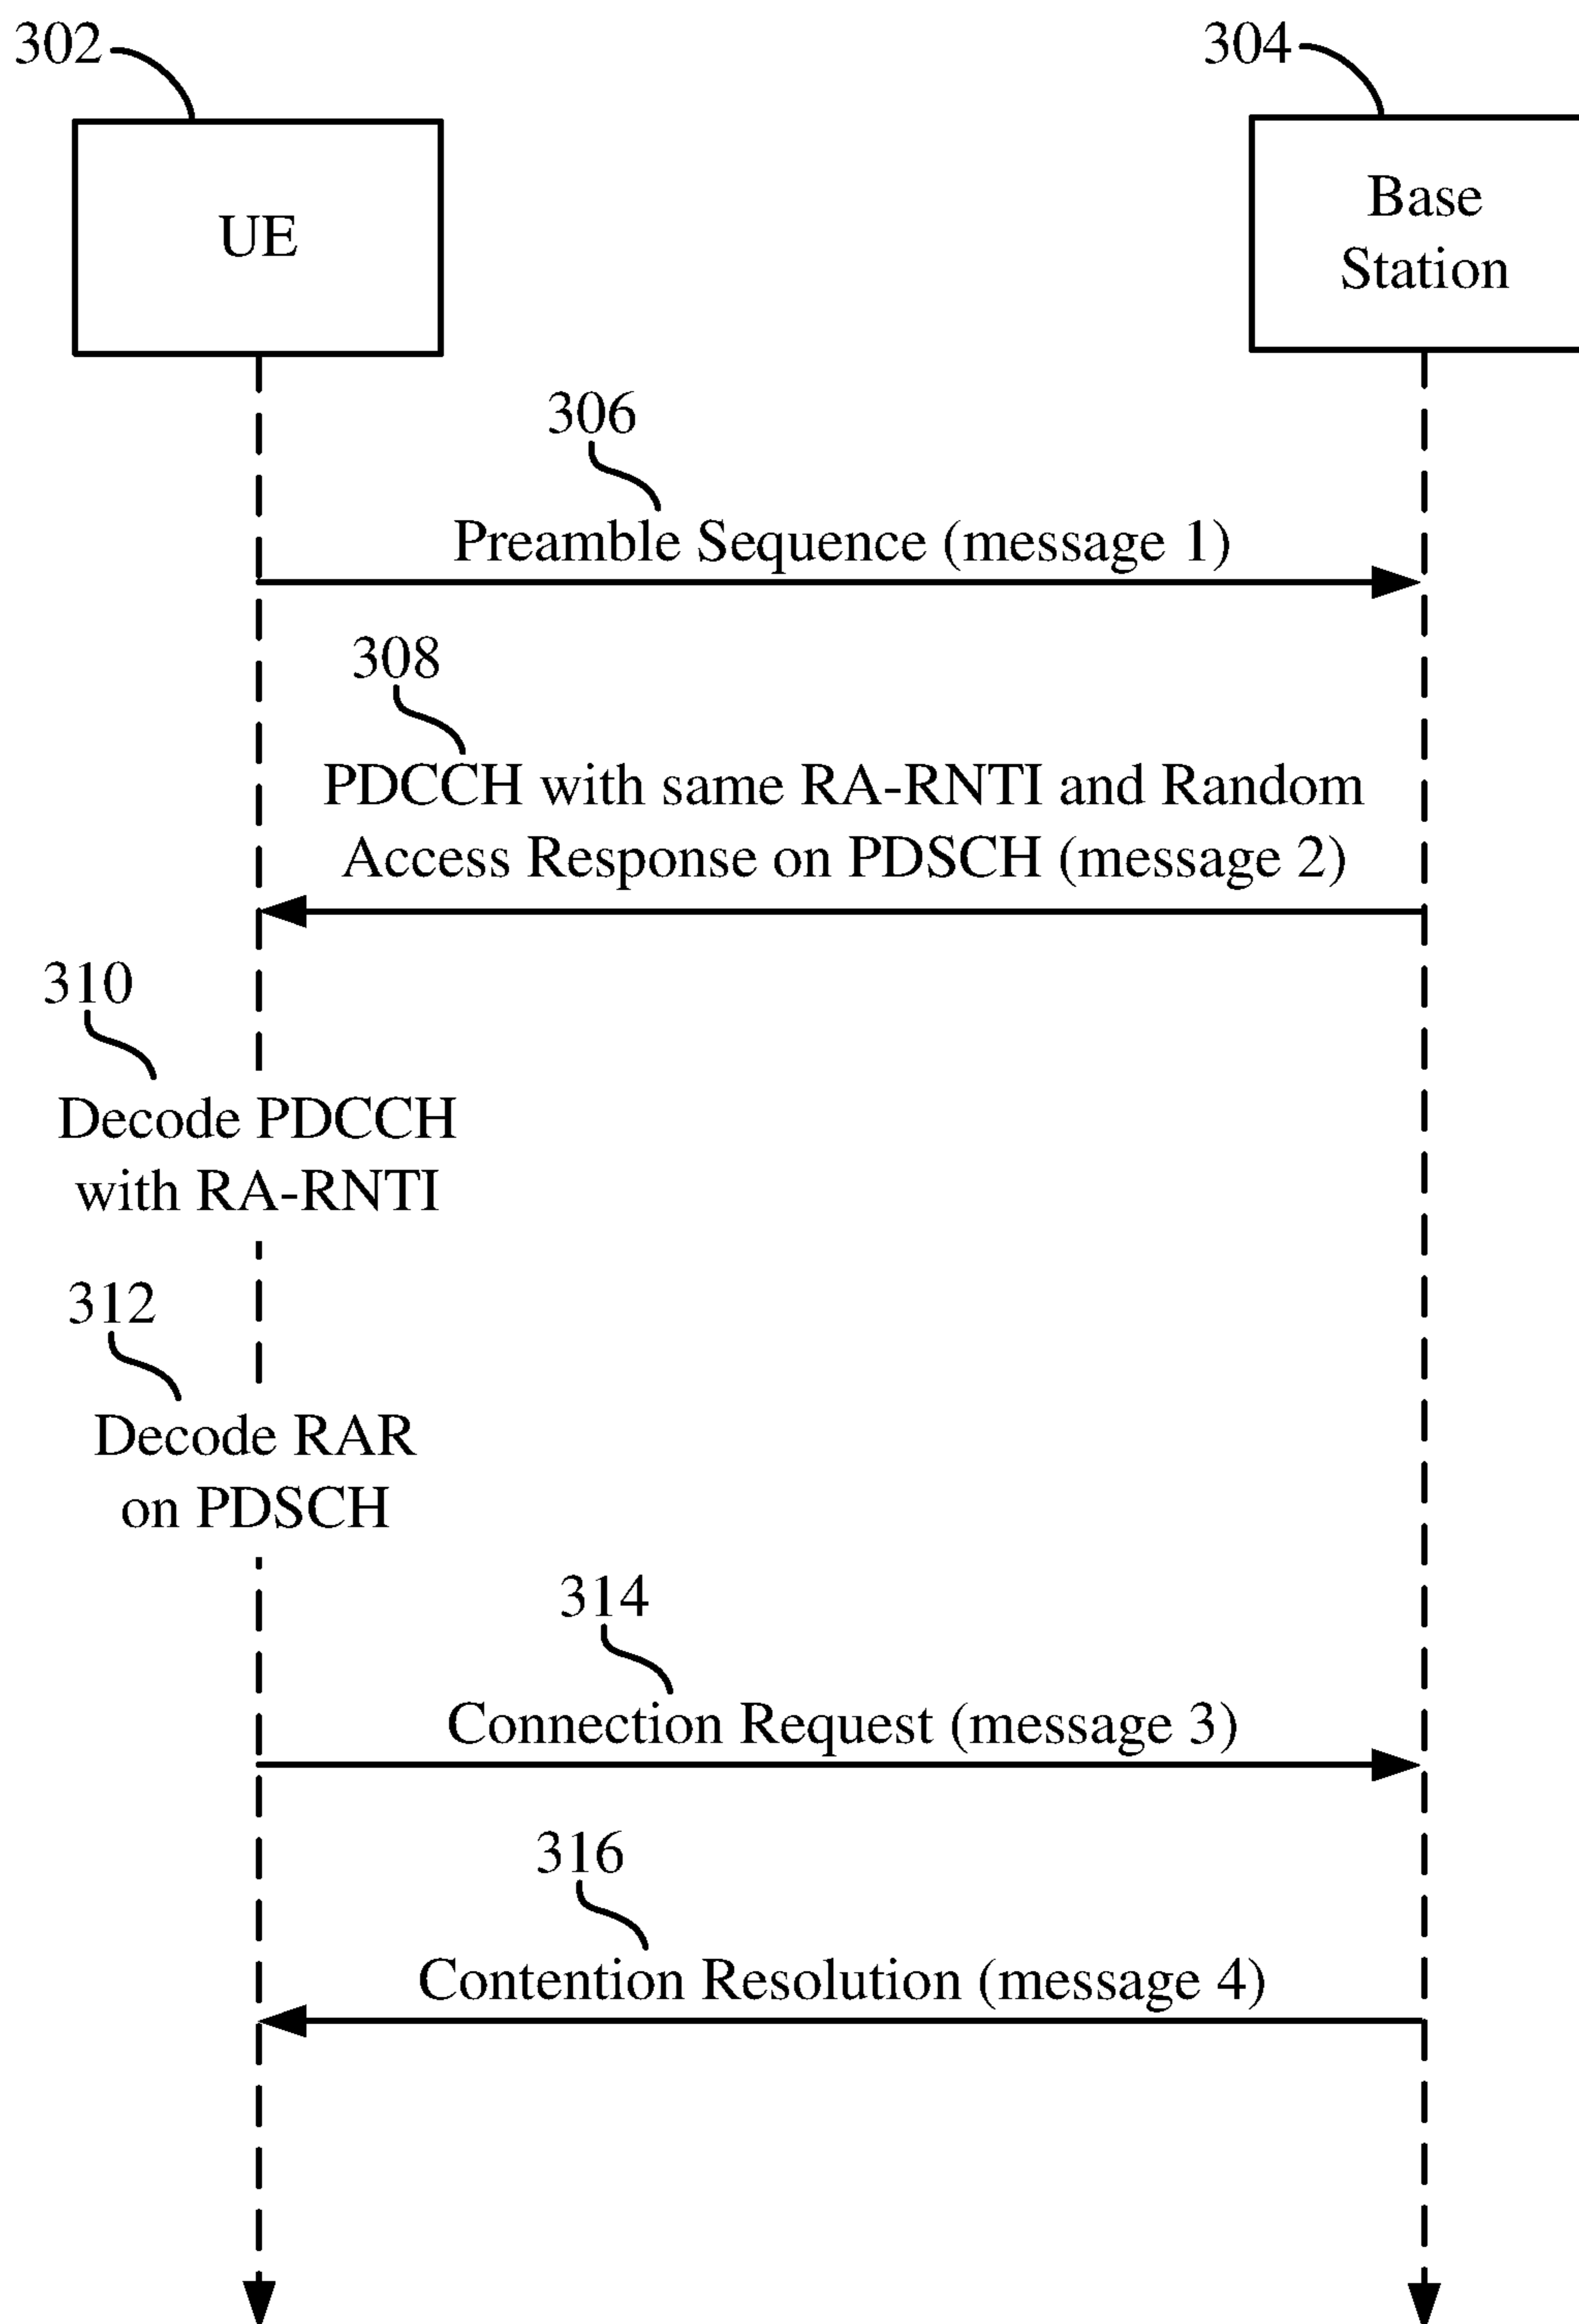 302
304
UE
Base
Station
306
Preamble Sequence (message 1)
308
PDCCH with same RA-RNTI and Random
Access Response on PDSCH (message 2)
310
Decode PDCCH
with RA-RNTI
312
Decode RAR
on PDSCH
314
Connection Request (message 3)
316
Contention Resolution (message 4)